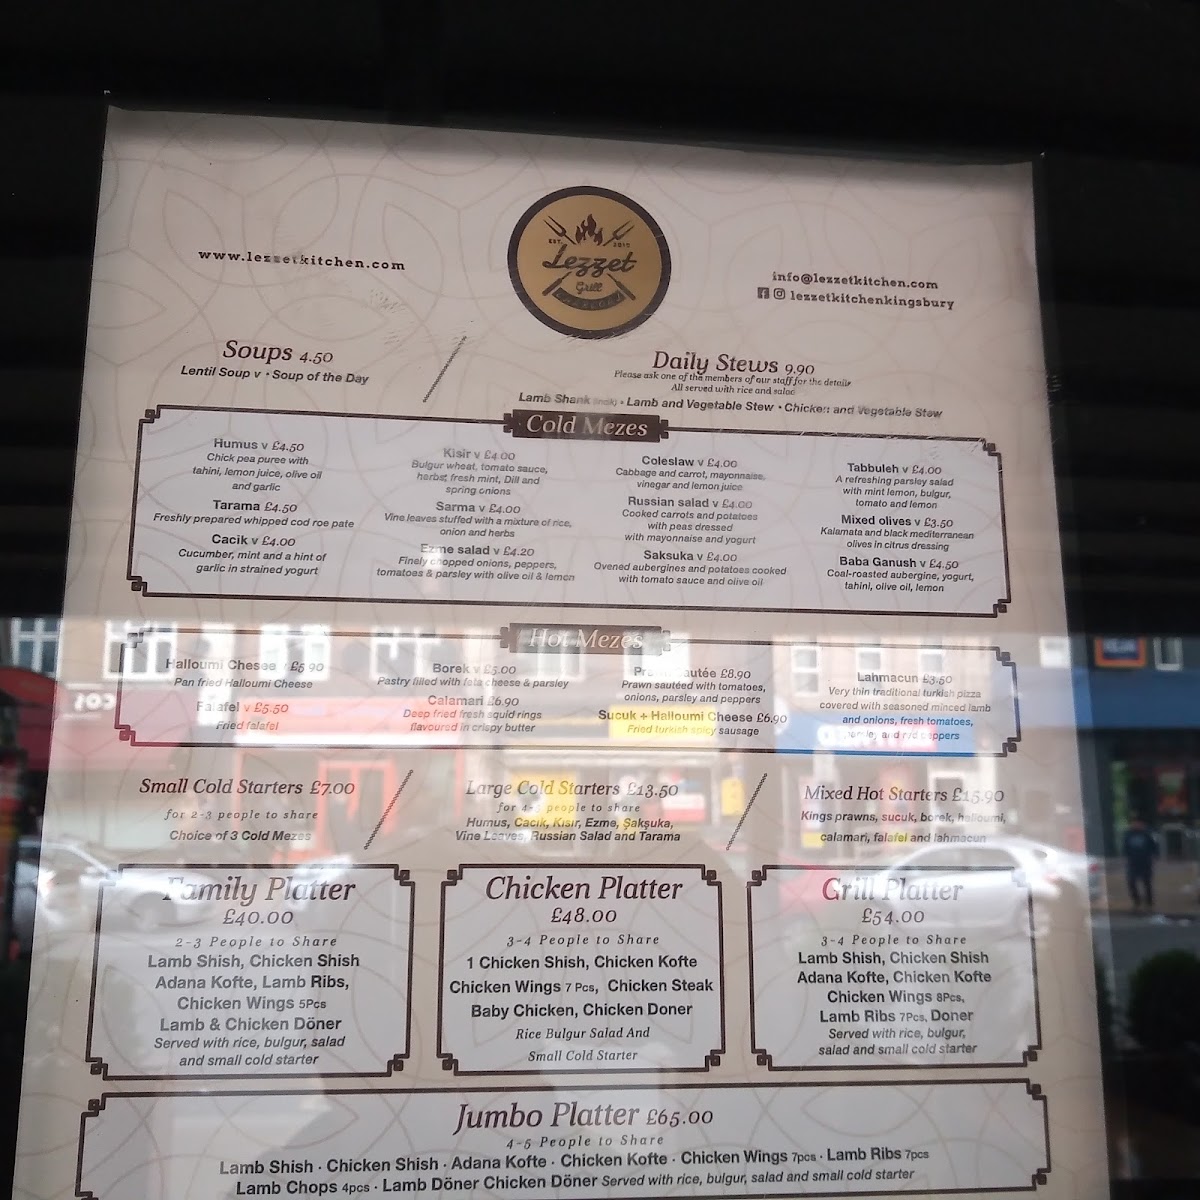 www.lezzetkitchen.com
EST. 2019
Lezzet
Grill
info@lezzetkitchen.com
lezzetkitchenkingsbury
Soups 4.50
Lentil Soup v • Soup of the Day
Daily Stews 9.90
Please ask one of the members of our staff for the details
All served with rice and salad
Lamb Shank • Lamb and Vegetable Stew • Chicken and Vegetable Stew
Cold Mezes
Humus v £4.50
Chick pea puree with
tahini, lemon juice, olive oil
and garlic
Tarama £4.50
Freshly prepared whipped cod roe pate
Cacik v £4.00
Cucumber, mint and a hint of
garlic in strained yogurt
Kisir v £4.00
Bulgur wheat, tomato sauce,
herbs, fresh mint, Dill and
spring onions
Sarma v £4.00
Vine leaves stuffed with a mixture of rice,
onion and herbs
Ezme salad v £4.20
Finely chopped onions, peppers,
tomatoes & parsley with olive oil & lemon
Coleslaw v £4.00
Cabbage and carrot, mayonnaise,
vinegar and lemon juice
Russian salad v £4.00
Cooked carrots and potatoes
with peas dressed
with mayonnaise and yogurt
Saksuka v £4.00
Ovened aubergines and potatoes cooked
with tomato sauce and olive oil
Tabbuleh v £4.00
A refreshing parsley salad
with mint lemon, bulgur,
tomato and lemon
Mixed olives v £3.50
Kalamata and black mediterranean
olives in citrus dressing
Baba Ganush v £4.50
Coal-roasted aubergine, yogurt,
tahini, olive oil, lemon
Hot Mezes
Halloumi Chesee v £5.90
Pan fried Halloumi Cheese
Falafel v £5.50
Fried falafel
Borek v £5.00
Pastry filled with feta cheese & parsley
Calamari £6.90
Deep fried fresh squid rings
flavoured in crispy butter
Prawn Sautée £8.90
Prawn sautéed with tomatoes,
onions, parsley and peppers
Sucuk + Halloumi Cheese £6.90
Fried turkish spicy sausage
Lahmacun £3.50
Very thin traditional turkish pizza
covered with seasoned minced lamb
and onions, fresh tomatoes,
parsley and red peppers
Small Cold Starters £7.00
for 2-3 people to share
Choice of 3 Cold Mezes
Large Cold Starters £13.50
for 4-5 people to share
Humus, Cacik, Kısır, Ezme, Şakşuka,
Vine Leaves, Russian Salad and Tarama
Mixed Hot Starters £15.90
Kings prawns, sucuk, borek, halloumi,
calamari, falafel and lahmacun
Family Platter
£40.00
2-3 People to Share
Lamb Shish, Chicken Shish
Adana Kofte, Lamb Ribs,
Chicken Wings 5Pcs
Lamb & Chicken Döner
Served with rice, bulgur, salad
and small cold starter
Chicken Platter
£48.00
3-4 People to Share
1 Chicken Shish, Chicken Kofte
Chicken Wings 7 Pcs, Chicken Steak
Baby Chicken, Chicken Doner
Rice Bulgur Salad And
Small Cold Starter
Grill Platter
£54.00
3-4 People to Share
Lamb Shish, Chicken Shish
Adana Kofte, Chicken Kofte
Chicken Wings 8Pcs,
Lamb Ribs 7Pcs, Doner
Served with rice, bulgur,
salad and small cold starter
Jumbo Platter £65.00
4-5 People to Share
Lamb Shish · Chicken Shish · Adana Kofte · Chicken Kofte · Chicken Wings 7pcs · Lamb Ribs 7pcs
Lamb Chops 4pcs · Lamb Döner Chicken Döner Served with rice, bulgur, salad and small cold starter